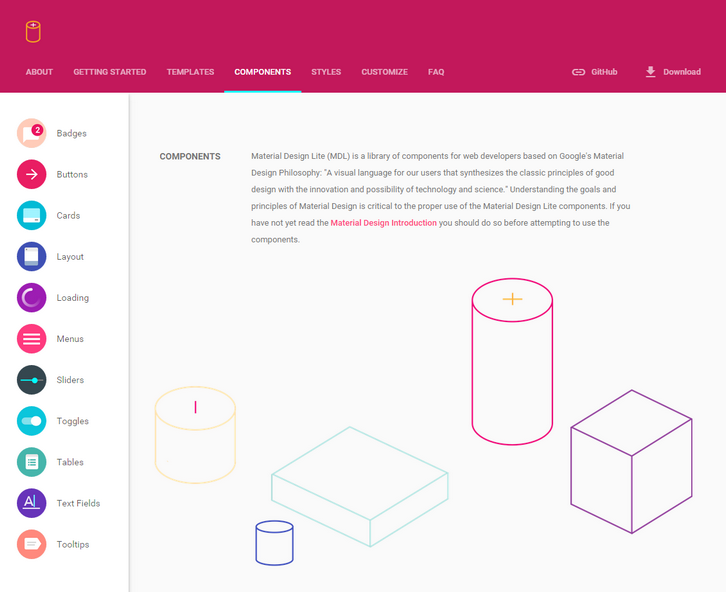 ABOUT GETTING STARTED TEMPLATES COMPONENTS STYLES CUSTOMIZE FAQ GitHub Download
2
Badges
Buttons
Cards
Layout
Loading
Menus
Sliders
Toggles
Tables
A
Text Fields
Tooltips
COMPONENTS
Material Design Lite (MDL) is a library of components for web developers based on Google's Material
Design Philosophy: "A visual language for our users that synthesizes the classic principles of good
design with the innovation and possibility of technology and science." Understanding the goals and
principles of Material Design is critical to the proper use of the Material Design Lite components. If you
have not yet read the Material Design Introduction you should do so before attempting to use the
components.